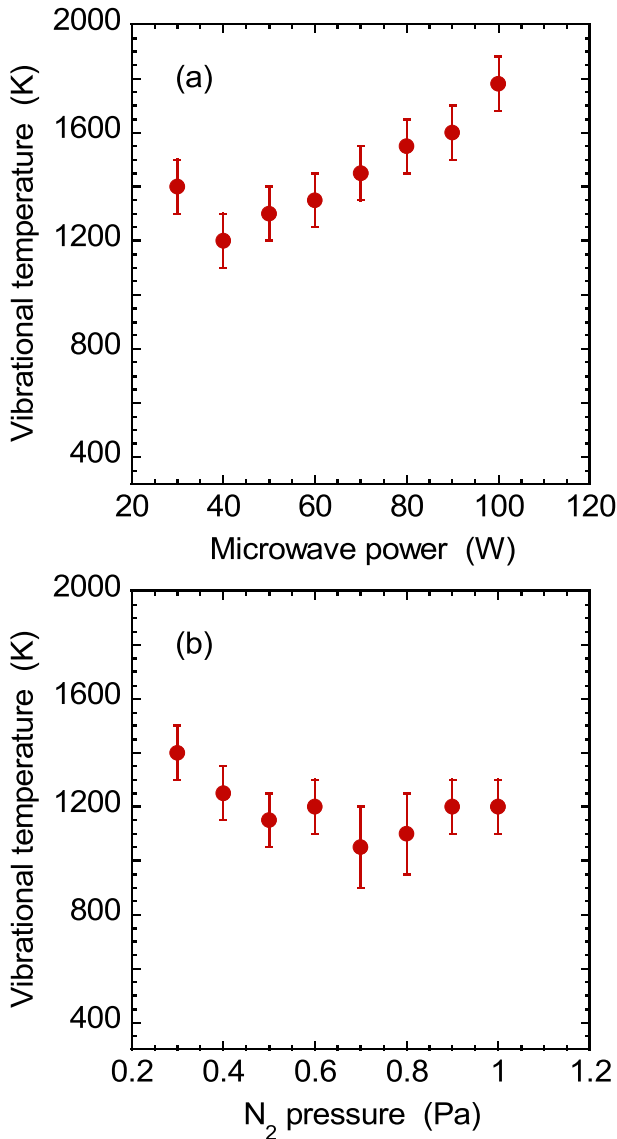 2000
(a)
1600
1200
800
400
Vibrational temperature (K)
20 40 60 80 100 120
Microwave power (W)
2000
(b)
1600
1200
800
400
Vibrational temperature (K)
0.2 0.4 0.6 0.8 1 1.2
N₂ pressure (Pa)